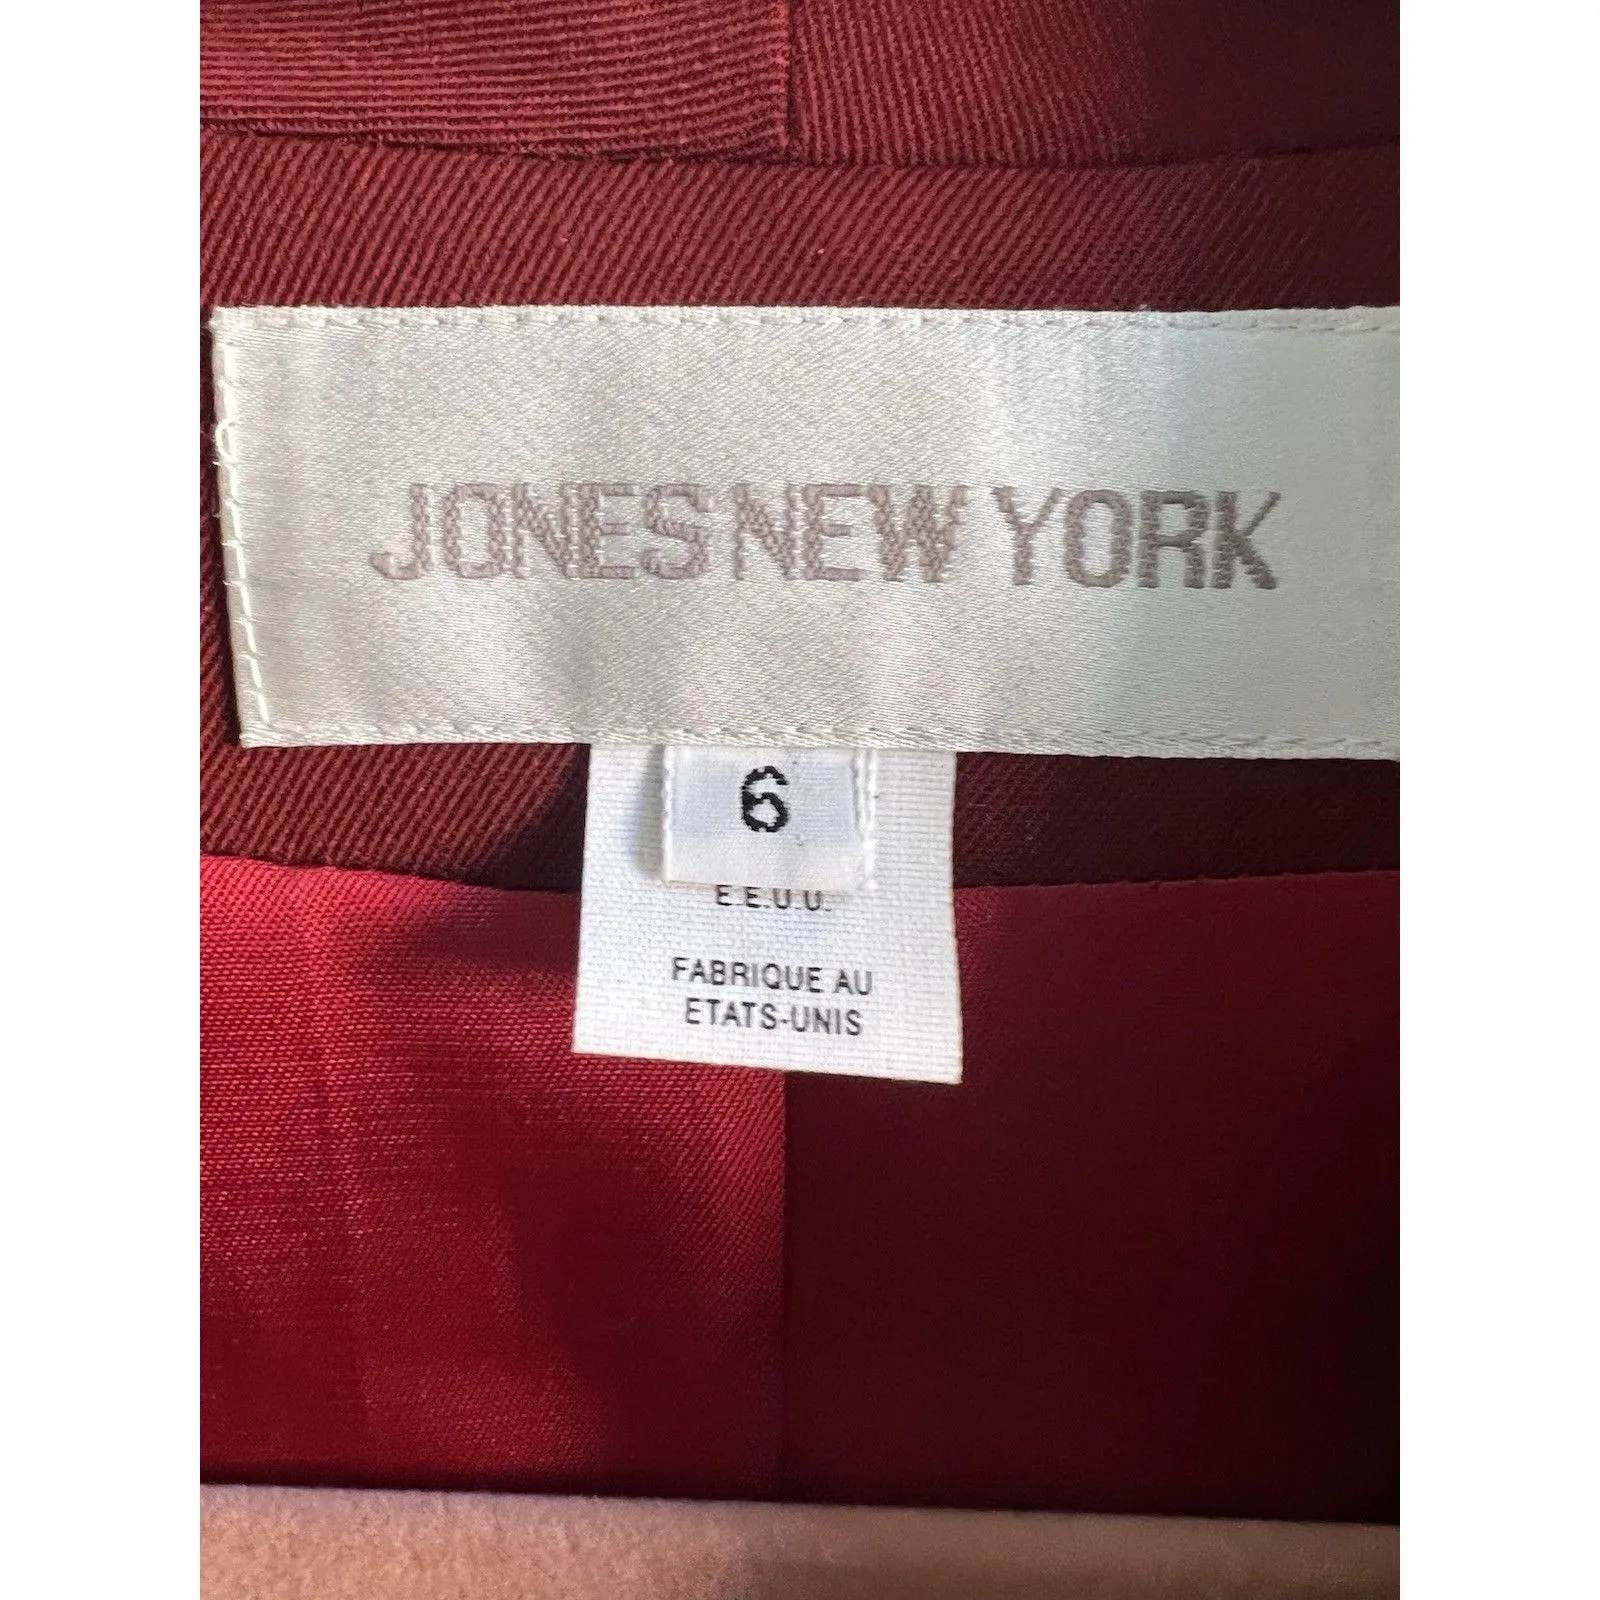 JONES NEW YORK
6
E.E.U.U.
FABRIQUE AU
ETATS-UNIS